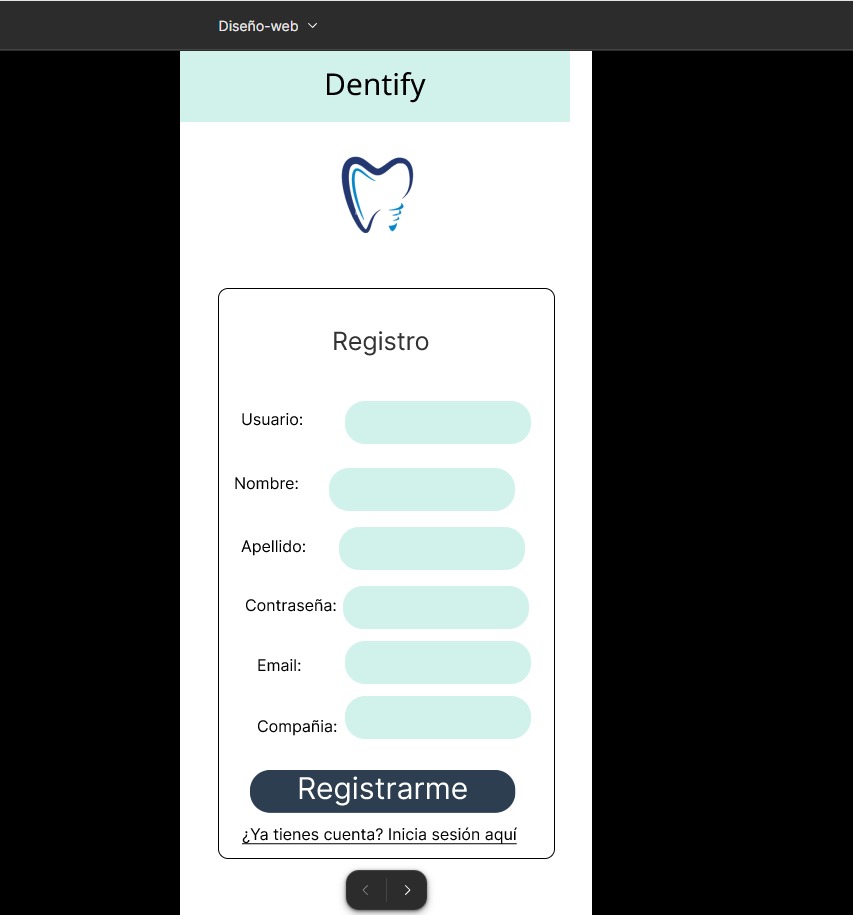 Diseño-web
Dentify
Registro
Usuario:
Nombre:
Apellido:
Contraseña:
Email:
Compañia:
Registrarme
¿Ya tienes cuenta? Inicia sesión aquí